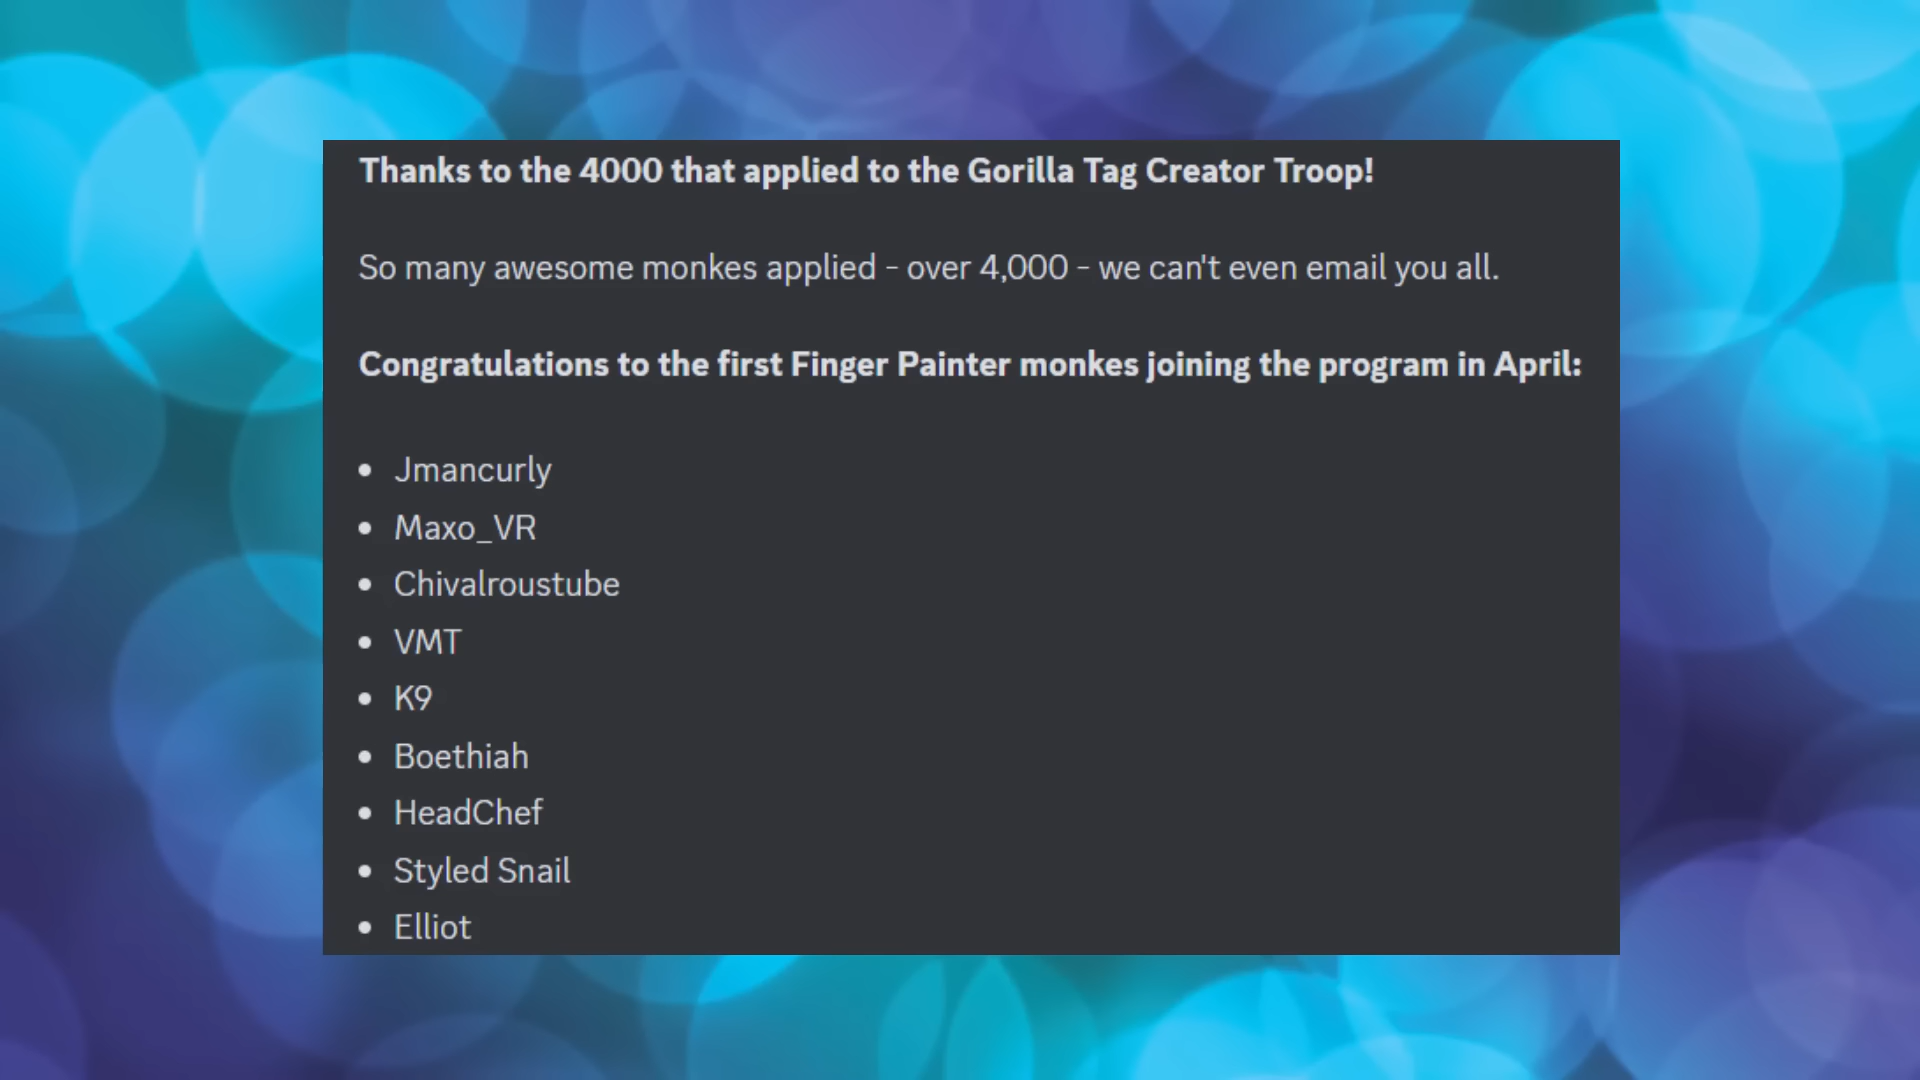 Thanks to the 4000 that applied to the Gorilla Tag Creator Troop!
So many awesome monkes applied - over 4,000 - we can't even email you all.
Congratulations to the first Finger Painter monkes joining the program in April:
• Jmancurly
• Maxo_VR
• Chivalroustube
• VMT
• K9
• Boethiah
• HeadChef
• Styled Snail
• Elliot